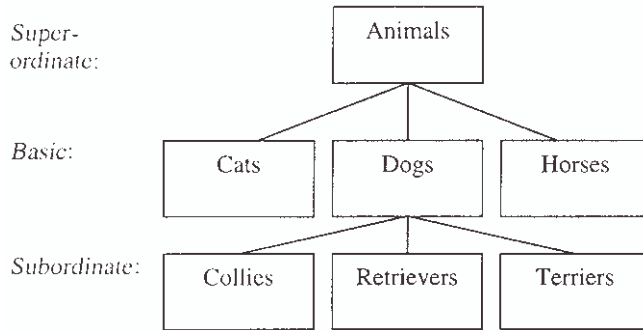 Super-
ordinate:
Animals
Basic:
Cats
Dogs
Horses
Subordinate:
Collies
Retrievers
Terriers